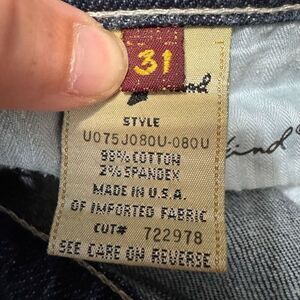 31
STYLE
U075J080U-080U
98% COTTON
2% SPANDEX
MADE IN U.S.A.
OF IMPORTED FABRIC
CUT# 722978
SEE CARE ON REVERSE